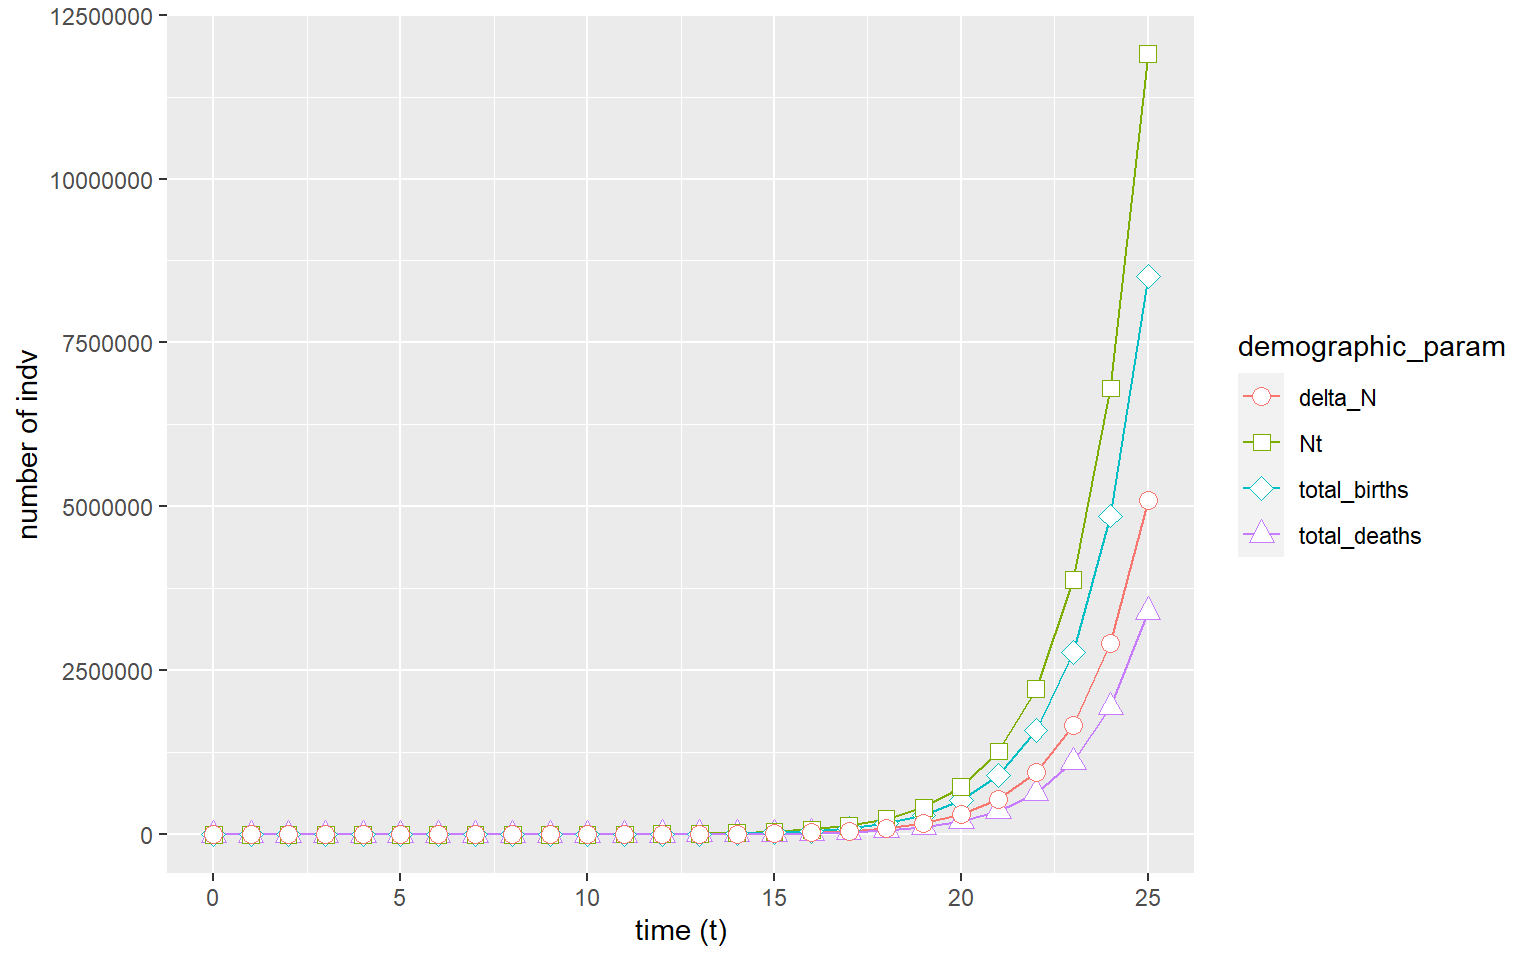 12500000
10000000
7500000
5000000
2500000
0
number of indv
0 5 10 15 20 25
time (t)
demographic_param
delta_N
Nt
total_births
total_deaths